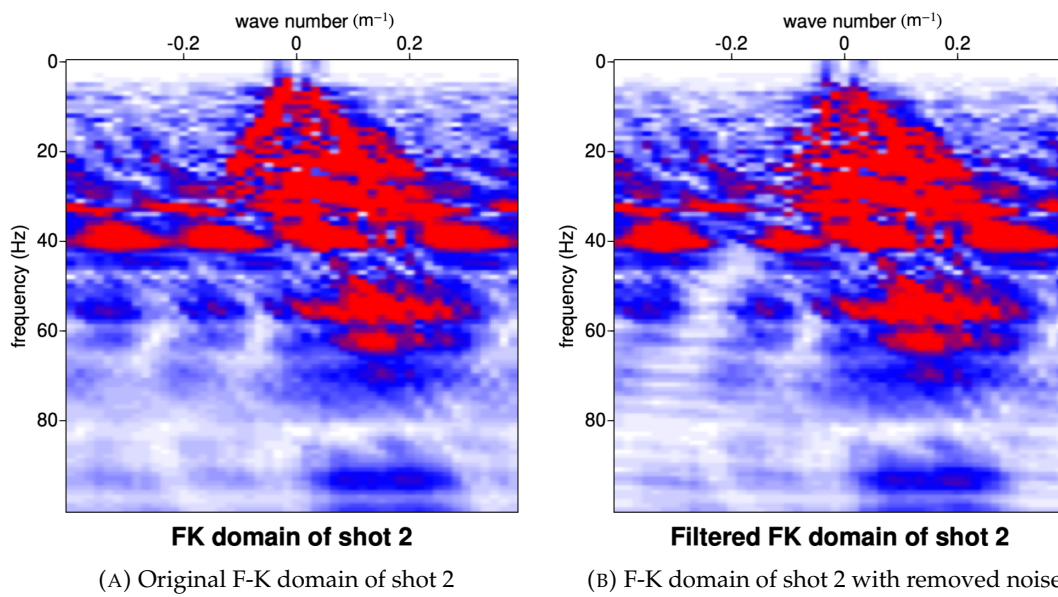 wave number (m⁻¹)
-0.2 0 0.2
0
20
40
60
80
frequency (Hz)
FK domain of shot 2
(A) Original F-K domain of shot 2
wave number (m⁻¹)
-0.2 0 0.2
0
20
40
60
80
frequency (Hz)
Filtered FK domain of shot 2
(B) F-K domain of shot 2 with removed noise